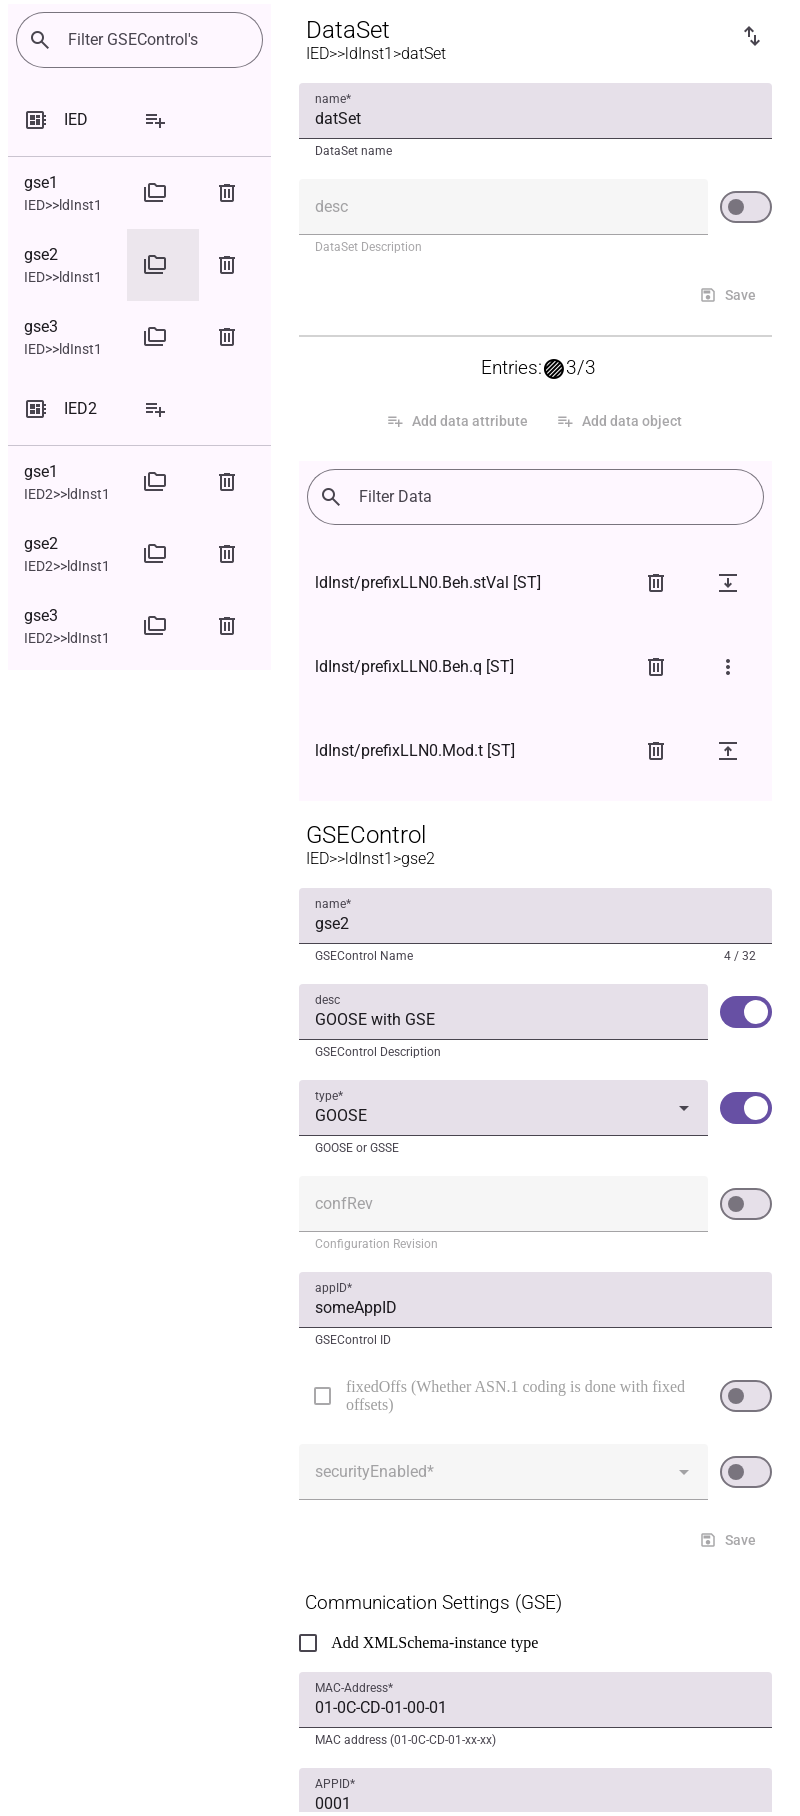 Filter GSEControl's
IED
gse1
IED>>ldInst1
gse2
IED>>ldInst1
gse3
IED>>ldInst1
IED2
gse1
IED2>>ldInst1
gse2
IED2>>ldInst1
gse3
IED2>>ldInst1
DataSet
IED>>ldInst1>datSet
name*
datSet
DataSet name
desc
DataSet Description
Save
Entries: 3/3
Add data attribute Add data object
Filter Data
ldInst/prefixLLN0.Beh.stVal [ST]
ldInst/prefixLLN0.Beh.q [ST]
ldInst/prefixLLN0.Mod.t [ST]
GSEControl
IED>>ldInst1>gse2
name*
gse2
GSEControl Name 4 / 32
desc
GOOSE with GSE
GSEControl Description
type*
GOOSE
GOOSE or GSSE
confRev
Configuration Revision
appID*
someAppID
GSEControl ID
fixedOffs (Whether ASN.1 coding is done with fixed
offsets)
securityEnabled*
Save
Communication Settings (GSE)
Add XMLSchema-instance type
MAC-Address*
01-0C-CD-01-00-01
MAC address (01-0C-CD-01-xx-xx)
APPID*
0001